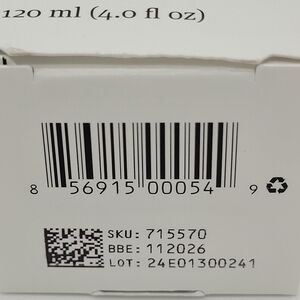 120 ml (4.0 fl oz)
8 56915 00054 9
SKU: 715570
BBE: 112026
LOT: 24E01300241